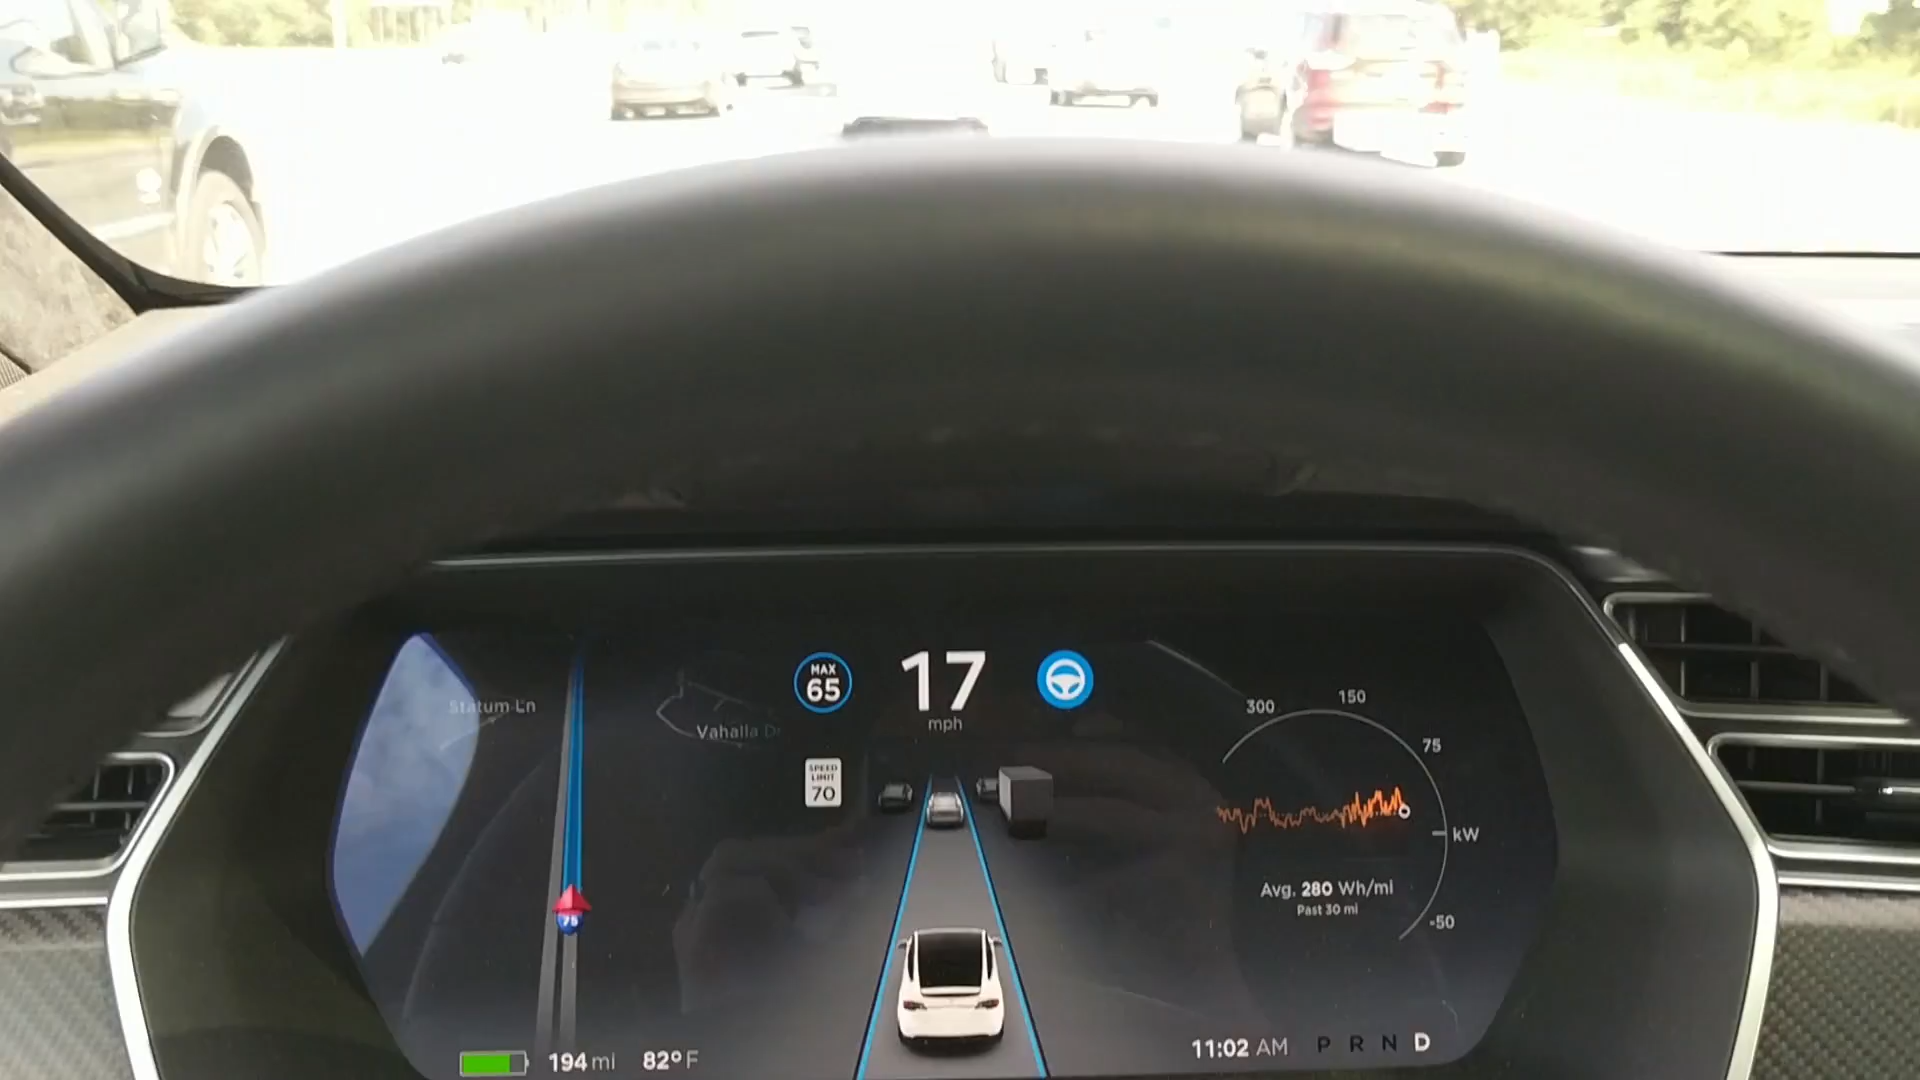 MAX
65
17
mph
Statum Ln
Vahalla Dr
SPEED
LIMIT
70
75
300
150
75
kW
-50
Avg. 280 Wh/mi
Past 30 mi
194 mi
82°F
11:02 AM
P R N D